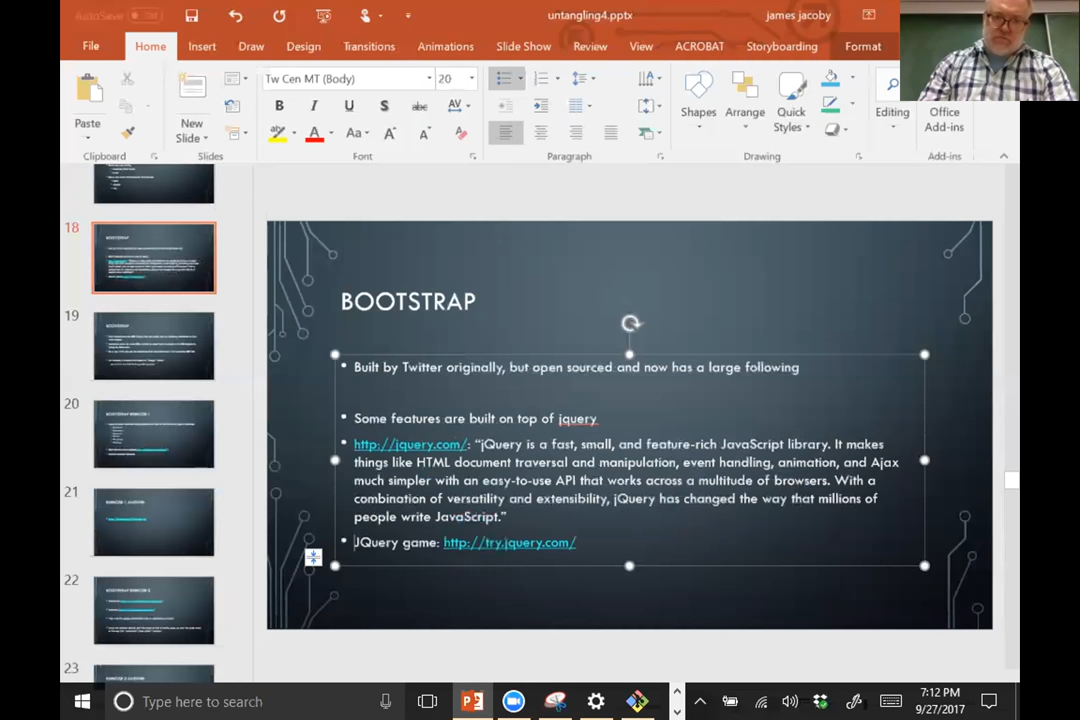 AutoSave Off
untangling4.pptx
james jacoby
File Home Insert Draw Design Transitions Animations Slide Show Review View ACROBAT Storyboarding Format
Tw Cen MT (Body) 20
Paste
New
Slide
B I U S abc AV
Aa A A
Shapes
Arrange
Quick
Styles
Editing
Office
Add-ins
Clipboard Slides Font Paragraph Drawing Add-ins
18
19
20
21
22
23
BOOTSTRAP
• Built by Twitter originally, but open sourced and now has a large following
• Some features are built on top of jquery
• http://jquery.com/: “jQuery is a fast, small, and feature-rich JavaScript library. It makes
things like HTML document traversal and manipulation, event handling, animation, and Ajax
much simpler with an easy-to-use API that works across a multitude of browsers. With a
combination of versatility and extensibility, jQuery has changed the way that millions of
people write JavaScript.”
• JQuery game: http://try.jquery.com/
Type here to search
7:12 PM
9/27/2017